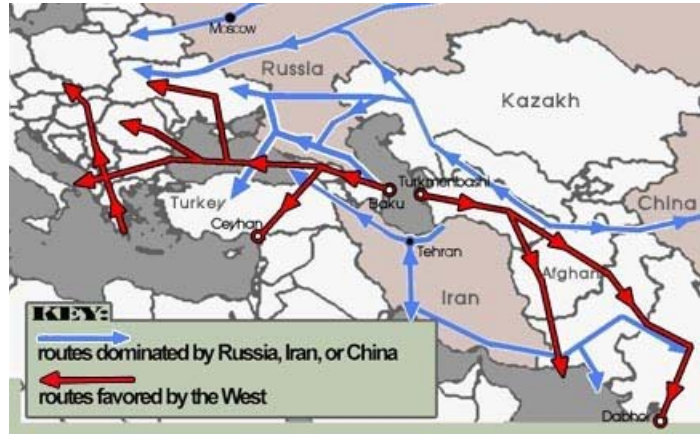 Moscow
Russia
Kazakh
Turkmenbashi
Baku
China
Turkey
Ceyhan
Tehran
Afghan
Iran
KEY:
routes dominated by Russia, Iran, or China
routes favored by the West
Dabhol